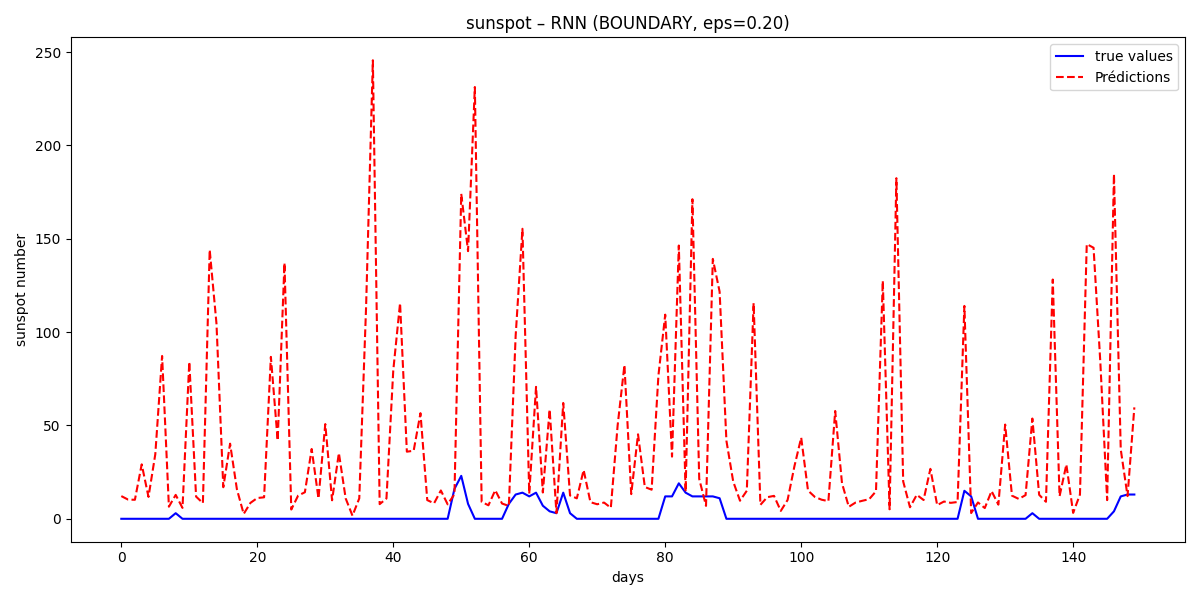 sunspot – RNN (BOUNDARY, eps=0.20)
true values
Prédictions
sunspot number
250
200
150
100
50
0
0 20 40 60 80 100 120 140
days